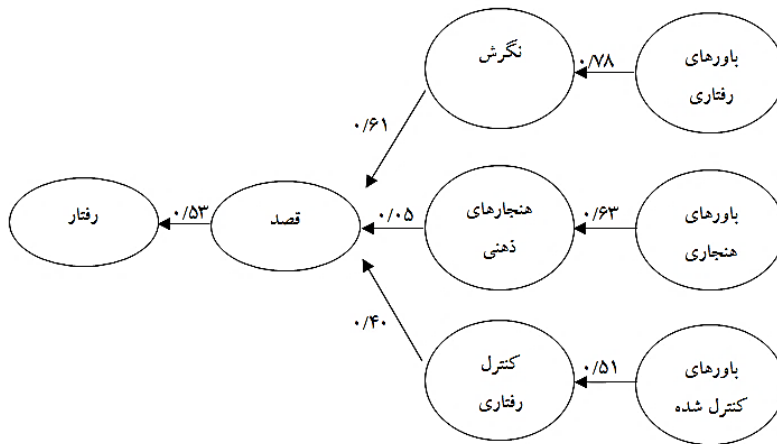 باورهای
رفتاری
۰/۷۸
نگرش
۰/۶۱
باورهای
هنجاری
۰/۶۳
هنجارهای
ذهنی
۰/۰۵
قصد
۰/۵۳
رفتار
باورهای
کنترل شده
۰/۵۱
کنترل
رفتاری
۰/۴۰